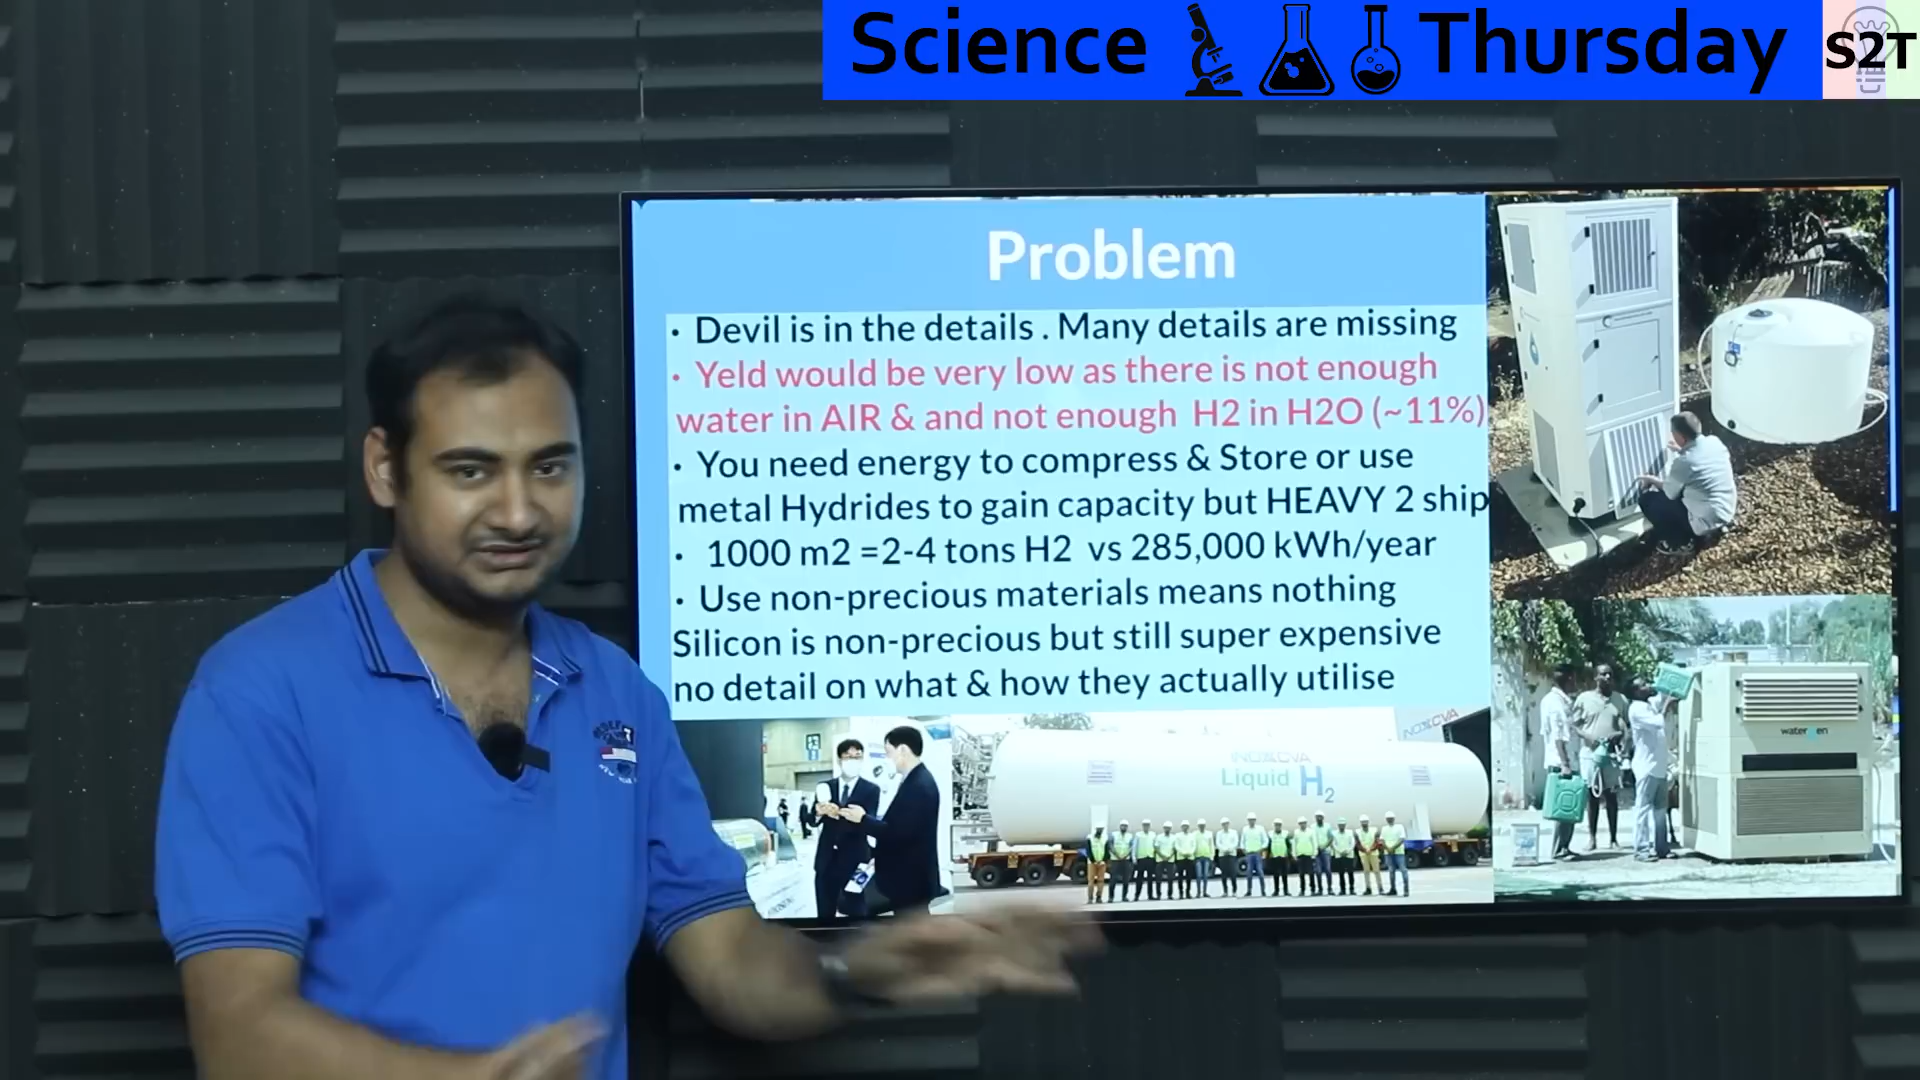 Science Thursday
S2T
Problem
• Devil is in the details . Many details are missing
• Yeld would be very low as there is not enough
water in AIR & and not enough H2 in H2O (~11%)
• You need energy to compress & Store or use
metal Hydrides to gain capacity but HEAVY 2 ship
• 1000 m2 =2-4 tons H2 vs 285,000 kWh/year
• Use non-precious materials means nothing
Silicon is non-precious but still super expensive
no detail on what & how they actually utilise
INOXCVA
INOXCVA
Liquid H2
watergen